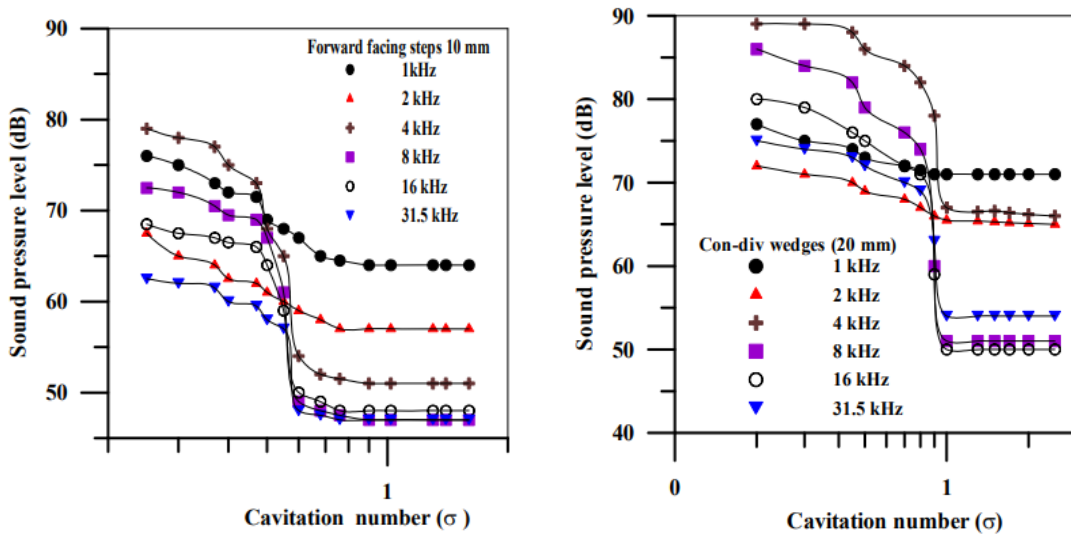 Sound pressure level (dB)
90
80
70
60
50
Forward facing steps 10 mm
1kHz
2 kHz
4 kHz
8 kHz
16 kHz
31.5 kHz
1
Cavitation number (σ )
Sound pressure level (dB)
90
80
70
60
50
40
Con-div wedges (20 mm)
1 kHz
2 kHz
4 kHz
8 kHz
16 kHz
31.5 kHz
0 1
Cavitation number (σ)